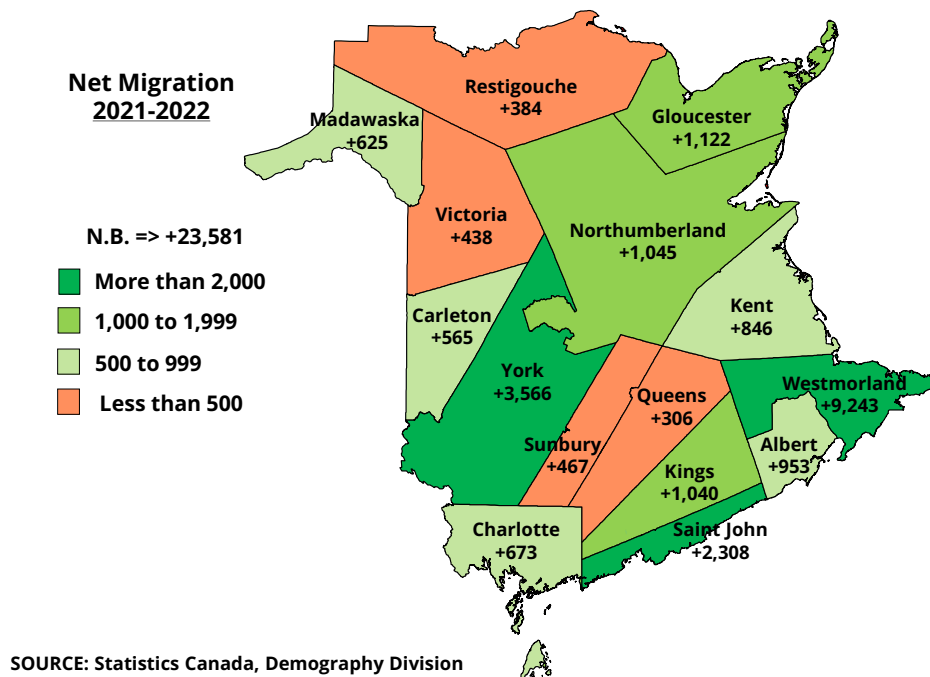 Net Migration
2021-2022
N.B. => +23,581
More than 2,000
1,000 to 1,999
500 to 999
Less than 500
Restigouche
+384
Gloucester
+1,122
Madawaska
+625
Victoria
+438
Northumberland
+1,045
Carleton
+565
Kent
+846
York
+3,566
Westmorland
+9,243
Queens
+306
Sunbury
+467
Albert
+953
Kings
+1,040
Charlotte
+673
Saint John
+2,308
SOURCE: Statistics Canada, Demography Division